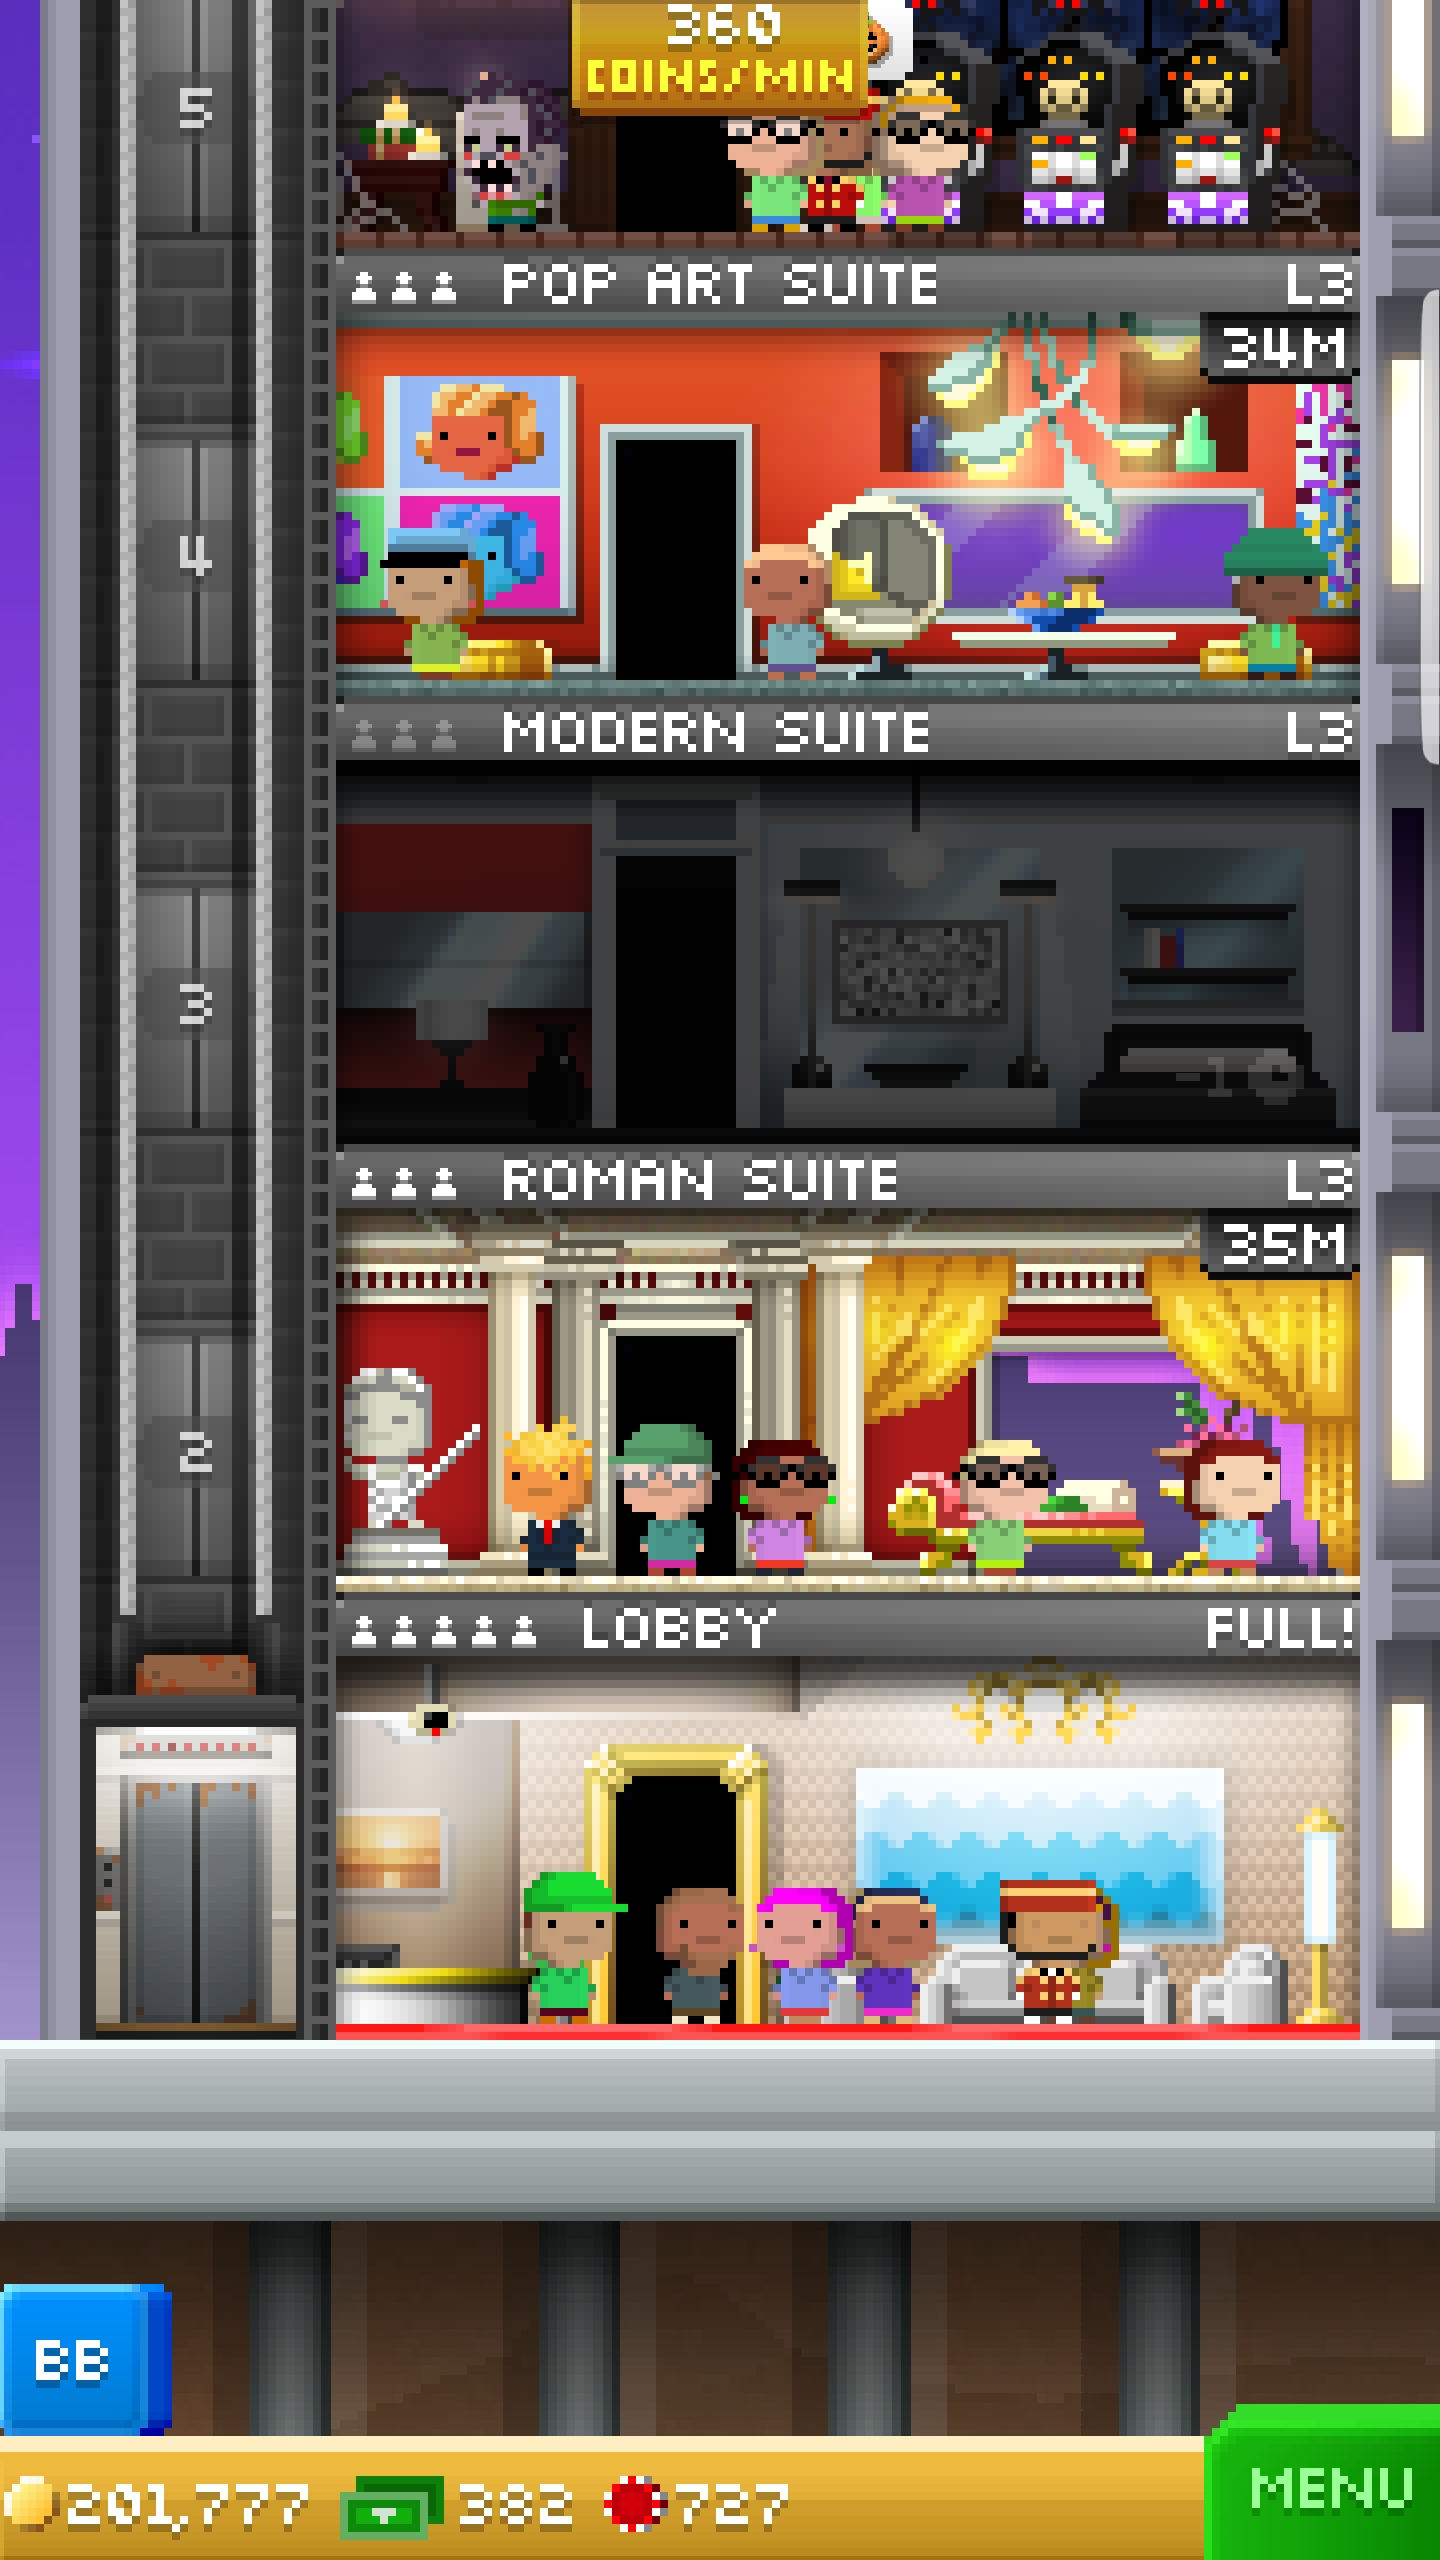 360
COINS/MIN
5
POP ART SUITE L3
34M
4
MODERN SUITE L3
3
ROMAN SUITE L3
35M
2
LOBBY FULL!
BB
201,777 382 727
MENU